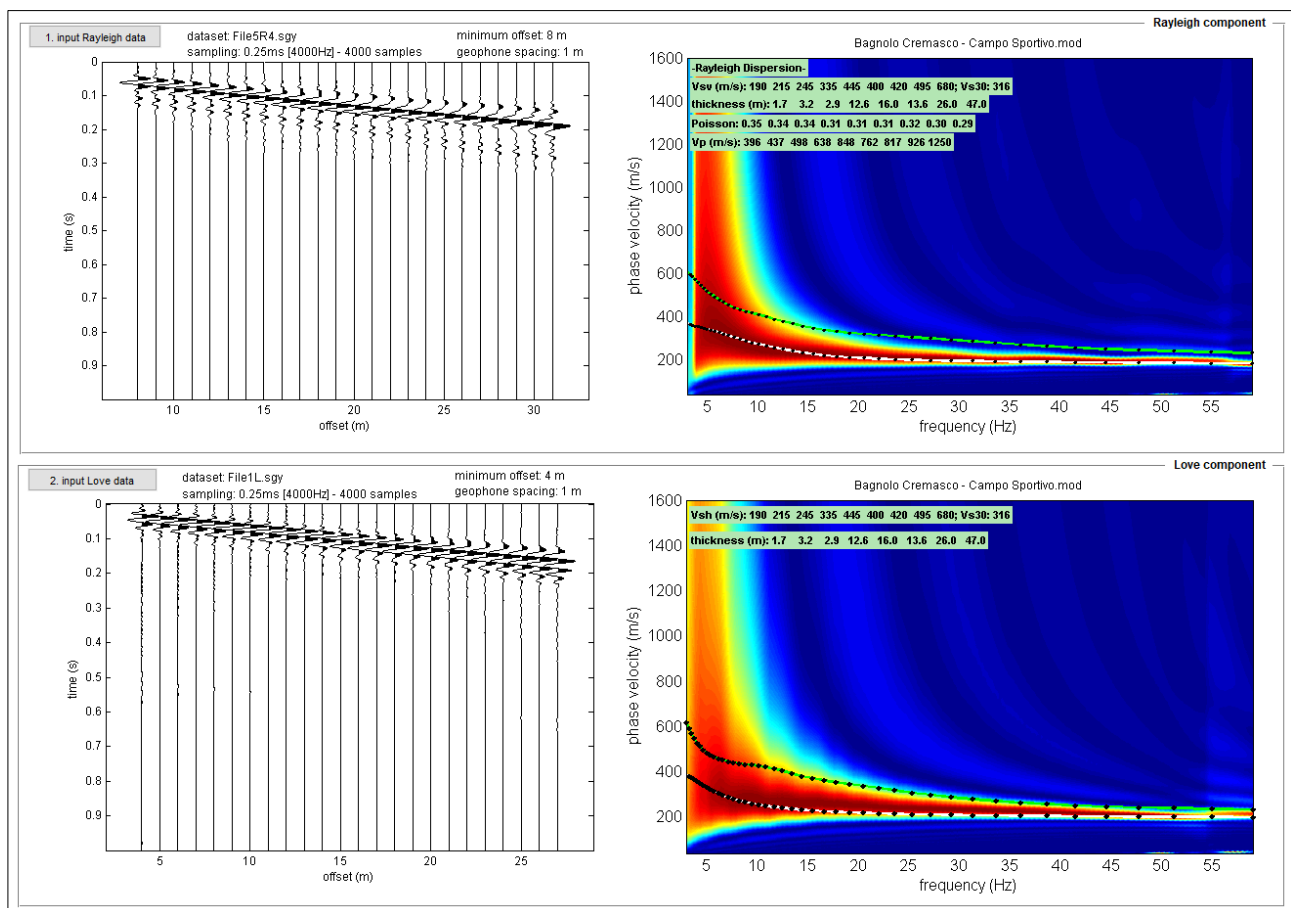 Rayleigh component
1. input Rayleigh data
dataset: File5R4.sgy
sampling: 0.25ms [4000Hz] - 4000 samples
minimum offset: 8 m
geophone spacing: 1 m
0
0.1
0.2
0.3
0.4
0.5
0.6
0.7
0.8
0.9
time (s)
10 15 20 25 30
offset (m)
Bagnolo Cremasco - Campo Sportivo.mod
-Rayleigh Dispersion-
Vsv (m/s): 190 215 245 335 445 400 420 495 680; Vs30: 316
thickness (m): 1.7 3.2 2.9 12.6 16.0 13.6 26.0 47.0
Poisson: 0.35 0.34 0.34 0.31 0.31 0.31 0.32 0.30 0.29
Vp (m/s): 396 437 498 638 848 762 817 926 1250
1600
1400
1200
1000
800
600
400
200
phase velocity (m/s)
5 10 15 20 25 30 35 40 45 50 55
frequency (Hz)
Love component
2. input Love data
dataset: File1L.sgy
sampling: 0.25ms [4000Hz] - 4000 samples
minimum offset: 4 m
geophone spacing: 1 m
0
0.1
0.2
0.3
0.4
0.5
0.6
0.7
0.8
0.9
time (s)
5 10 15 20 25
offset (m)
Bagnolo Cremasco - Campo Sportivo.mod
Vsh (m/s): 190 215 245 335 445 400 420 495 680; Vs30: 316
thickness (m): 1.7 3.2 2.9 12.6 16.0 13.6 26.0 47.0
1600
1400
1200
1000
800
600
400
200
phase velocity (m/s)
5 10 15 20 25 30 35 40 45 50 55
frequency (Hz)